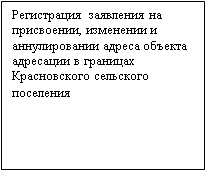 Регистрация заявления на
присвоении, изменении и
аннулировании адреса объекта
адресации в границах
Красновского сельского
поселения